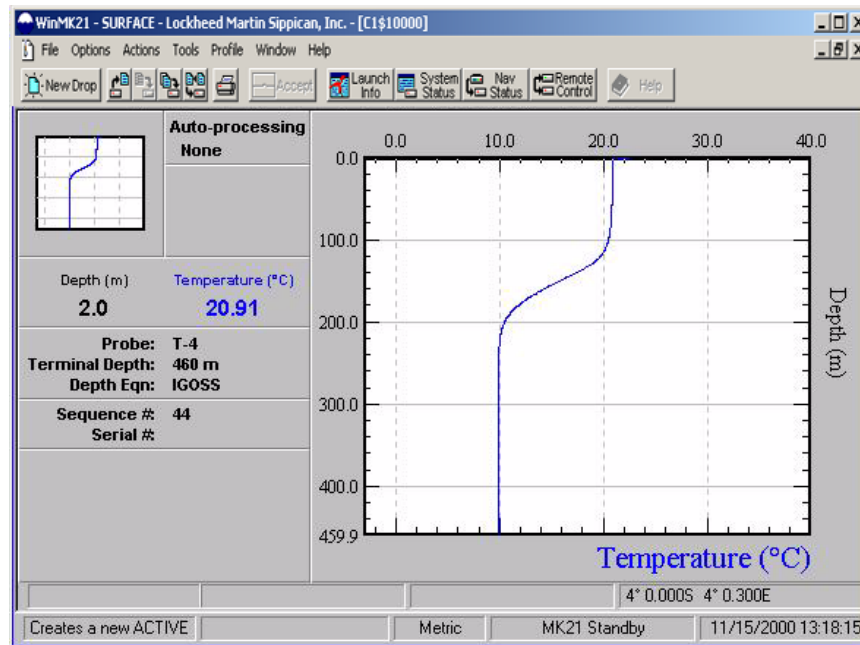 WinMK21 - SURFACE - Lockheed Martin Sippican, Inc. - [C1$10000]
File Options Actions Tools Profile Window Help
New Drop Accept Launch Info System Status Nav Status Remote Control Help
Auto-processing
None
Depth (m) Temperature (°C)
2.0 20.91
Probe: T-4
Terminal Depth: 460 m
Depth Eqn: IGOSS
Sequence #: 44
Serial #:
0.0 10.0 20.0 30.0 40.0
0.0
100.0
200.0
300.0
400.0
459.9
Depth (m)
Temperature (°C)
4° 0.000S 4° 0.300E
Creates a new ACTIVE Metric MK21 Standby 11/15/2000 13:18:15